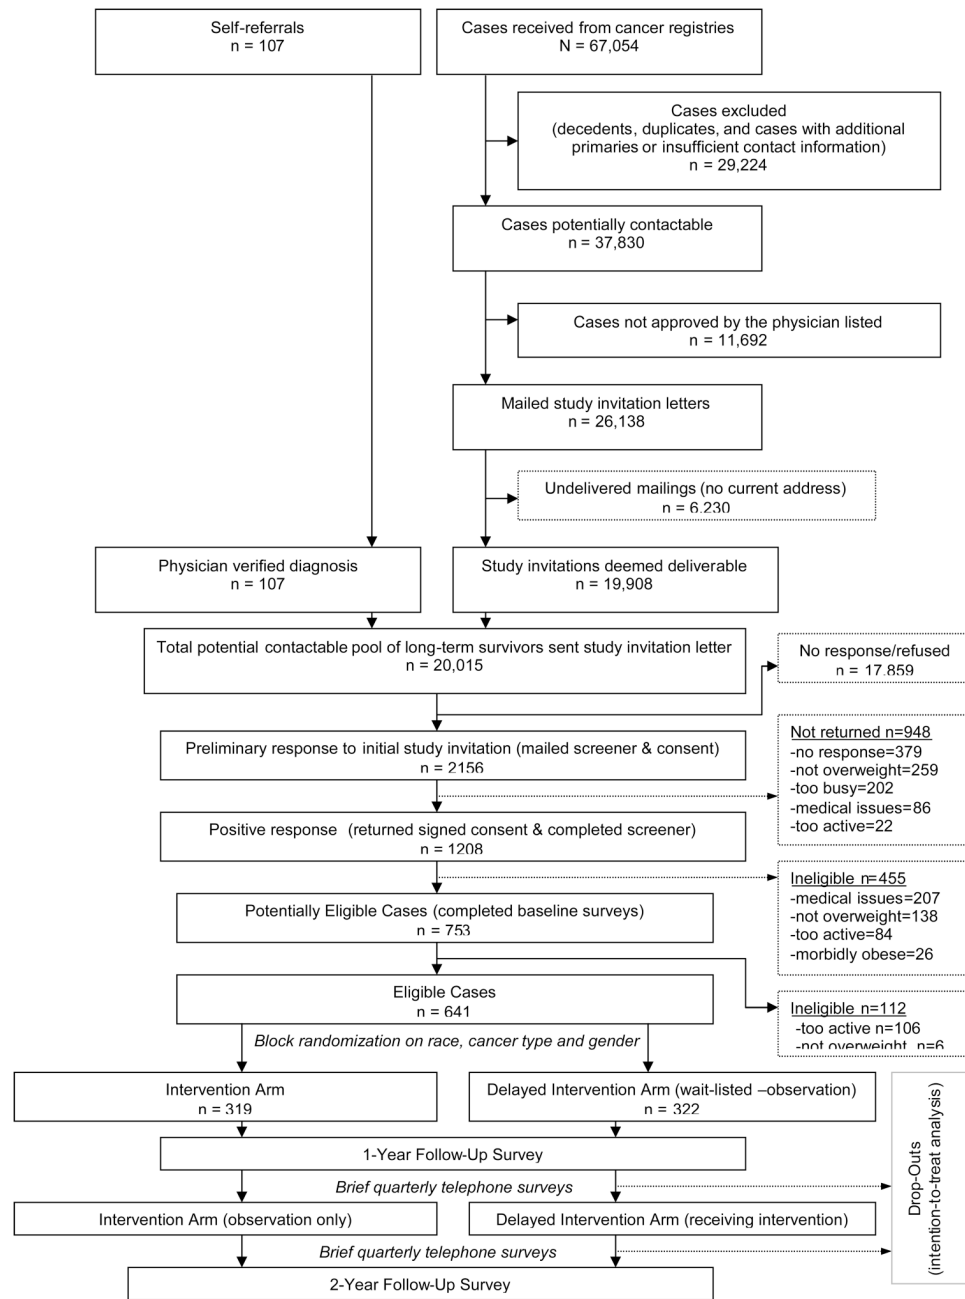 Self-referrals
n = 107
Cases received from cancer registries
N = 67,054
Cases excluded
(decedents, duplicates, and cases with additional
primaries or insufficient contact information)
n = 29,224
Cases potentially contactable
n = 37,830
Cases not approved by the physician listed
n = 11,692
Mailed study invitation letters
n = 26,138
Undelivered mailings (no current address)
n = 6,230
Physician verified diagnosis
n = 107
Study invitations deemed deliverable
n = 19,908
Total potential contactable pool of long-term survivors sent study invitation letter
n = 20,015
No response/refused
n = 17,859
Preliminary response to initial study invitation (mailed screener & consent)
n = 2156
Not returned n=948
-no response=379
-not overweight=259
-too busy=202
-medical issues=86
-too active=22
Positive response (returned signed consent & completed screener)
n = 1208
Ineligible n=455
-medical issues=207
-not overweight=138
-too active=84
-morbidly obese=26
Potentially Eligible Cases (completed baseline surveys)
n = 753
Eligible Cases
n = 641
Ineligible n=112
-too active n=106
-not overweight n=6
Block randomization on race, cancer type and gender
Intervention Arm
n = 319
Delayed Intervention Arm (wait-listed –observation)
n = 322
1-Year Follow-Up Survey
Brief quarterly telephone surveys
Intervention Arm (observation only)
Delayed Intervention Arm (receiving intervention)
Brief quarterly telephone surveys
2-Year Follow-Up Survey
Drop-Outs
(intention-to-treat analysis)